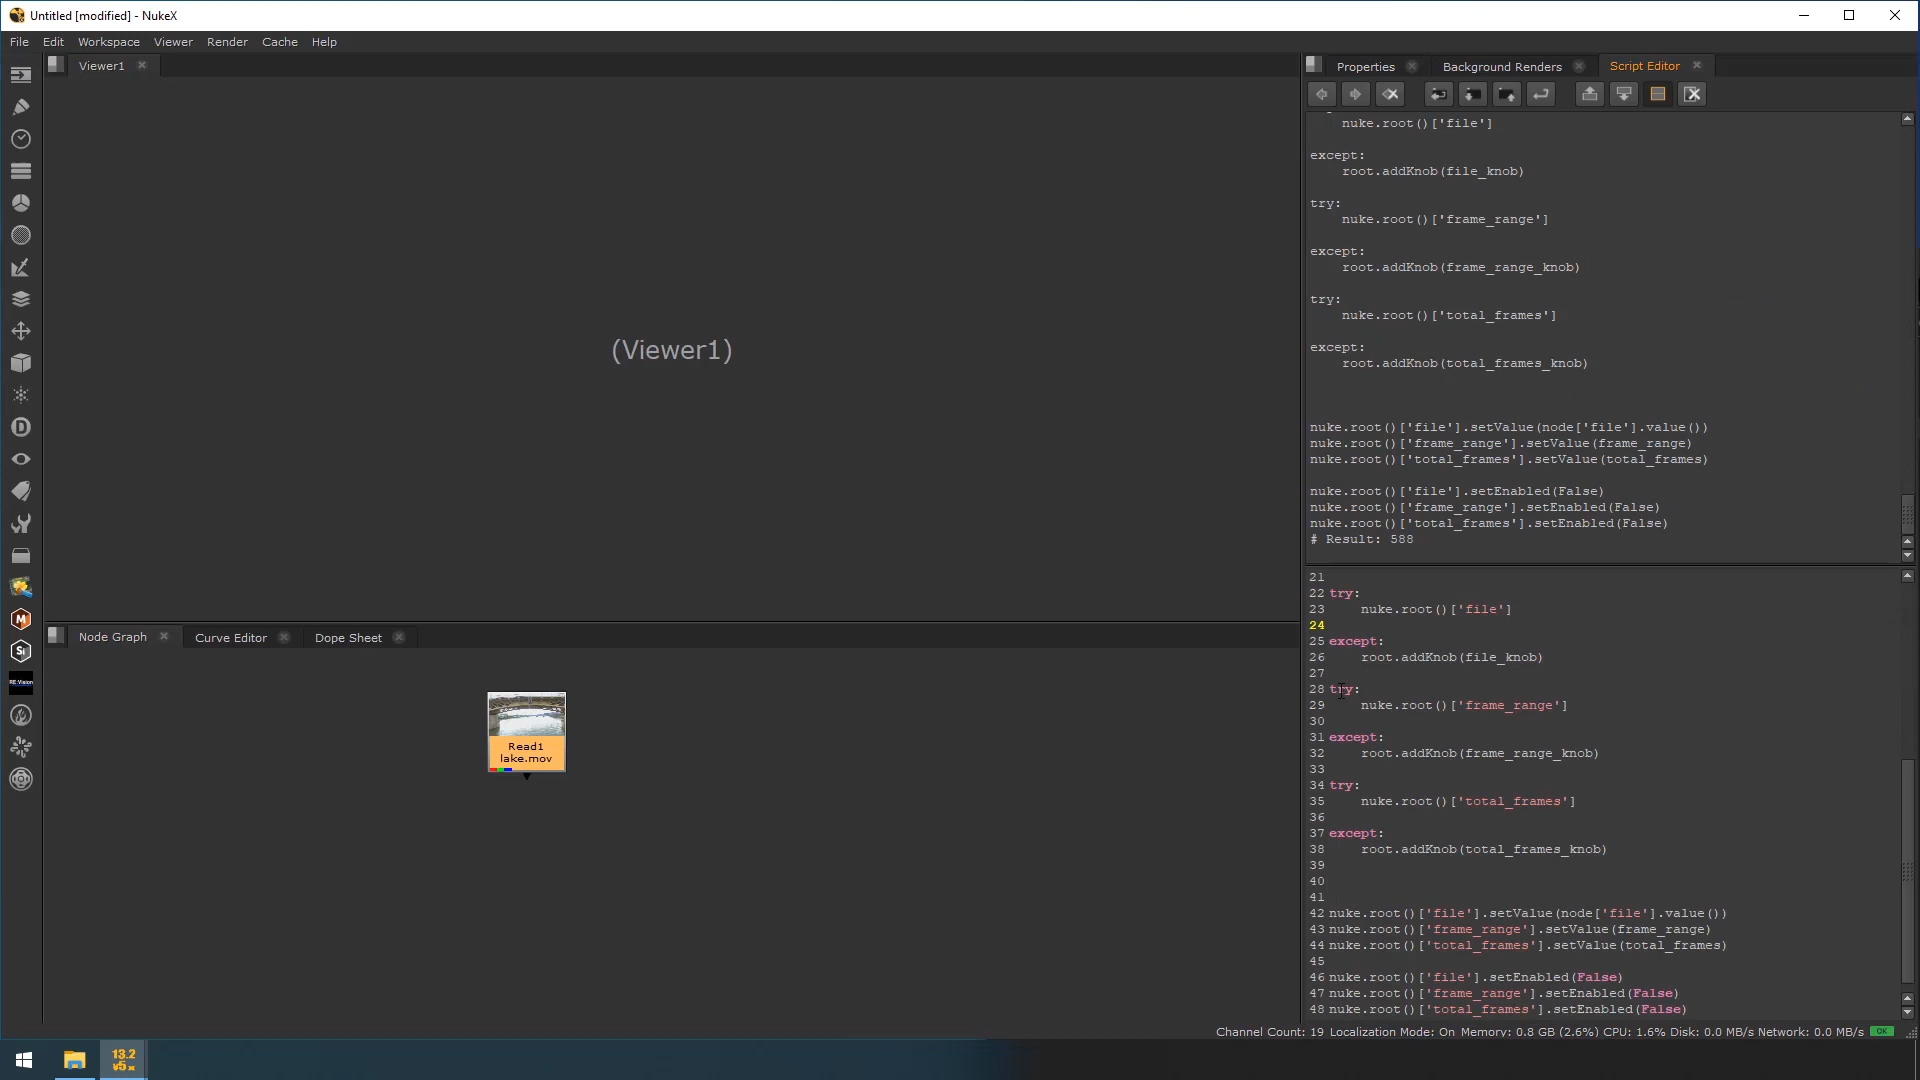 Untitled [modified] - NukeX
File Edit Workspace Viewer Render Cache Help
Viewer1
(Viewer1)
Node Graph Curve Editor Dope Sheet
Read1
lake.mov
Properties Background Renders Script Editor
nuke.root()['file']
except:
root.addKnob(file_knob)
try:
nuke.root()['frame_range']
except:
root.addKnob(frame_range_knob)
try:
nuke.root()['total_frames']
except:
root.addKnob(total_frames_knob)
nuke.root()['file'].setValue(node['file'].value())
nuke.root()['frame_range'].setValue(frame_range)
nuke.root()['total_frames'].setValue(total_frames)
nuke.root()['file'].setEnabled(False)
nuke.root()['frame_range'].setEnabled(False)
nuke.root()['total_frames'].setEnabled(False)
# Result: 588
21
22 try:
23 nuke.root()['file']
24
25 except:
26 root.addKnob(file_knob)
27
28 try:
29 nuke.root()['frame_range']
30
31 except:
32 root.addKnob(frame_range_knob)
33
34 try:
35 nuke.root()['total_frames']
36
37 except:
38 root.addKnob(total_frames_knob)
39
40
41
42 nuke.root()['file'].setValue(node['file'].value())
43 nuke.root()['frame_range'].setValue(frame_range)
44 nuke.root()['total_frames'].setValue(total_frames)
45
46 nuke.root()['file'].setEnabled(False)
47 nuke.root()['frame_range'].setEnabled(False)
48 nuke.root()['total_frames'].setEnabled(False)
Channel Count: 19 Localization Mode: On Memory: 0.8 GB (2.6%) CPU: 1.6% Disk: 0.0 MB/s Network: 0.0 MB/s OK
D
M
Si
RE:Vision
13.2
v5